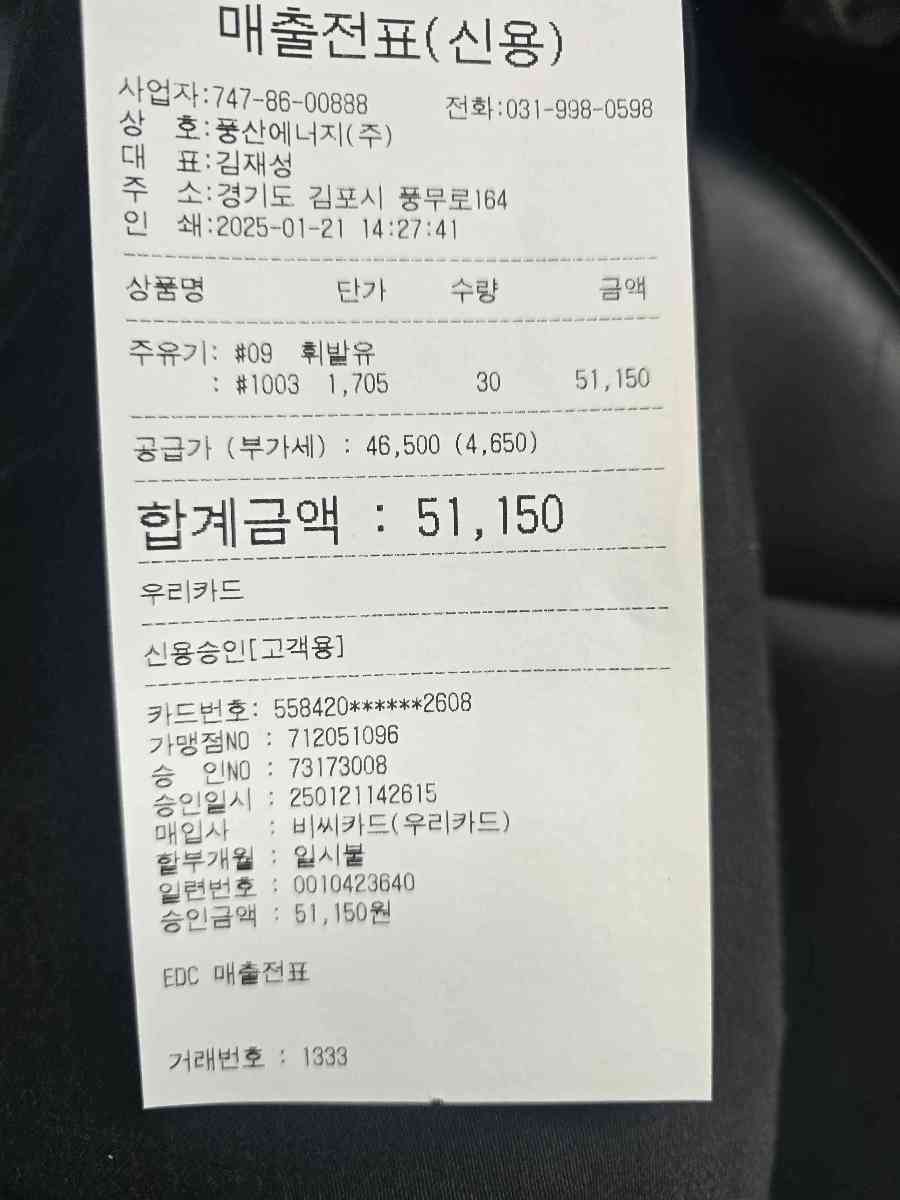 매출전표(신용)
사업자:747-86-00888 전화:031-998-0598
상 호:풍산에너지(주)
대 표:김재성
주 소:경기도 김포시 풍무로164
인 쇄:2025-01-21 14:27:41
상품명 단가 수량 금액
주유기: #09 휘발유
: #1003 1,705 30 51,150
공급가 (부가세) : 46,500 (4,650)
합계금액 : 51,150
우리카드
신용승인[고객용]
카드번호: 558420******2608
가맹점NO : 712051096
승 인NO : 73173008
승인일시 : 250121142615
매입사 : 비씨카드(우리카드)
할부개월 : 일시불
일련번호 : 0010423640
승인금액 : 51,150원
EDC 매출전표
거래번호 : 1333